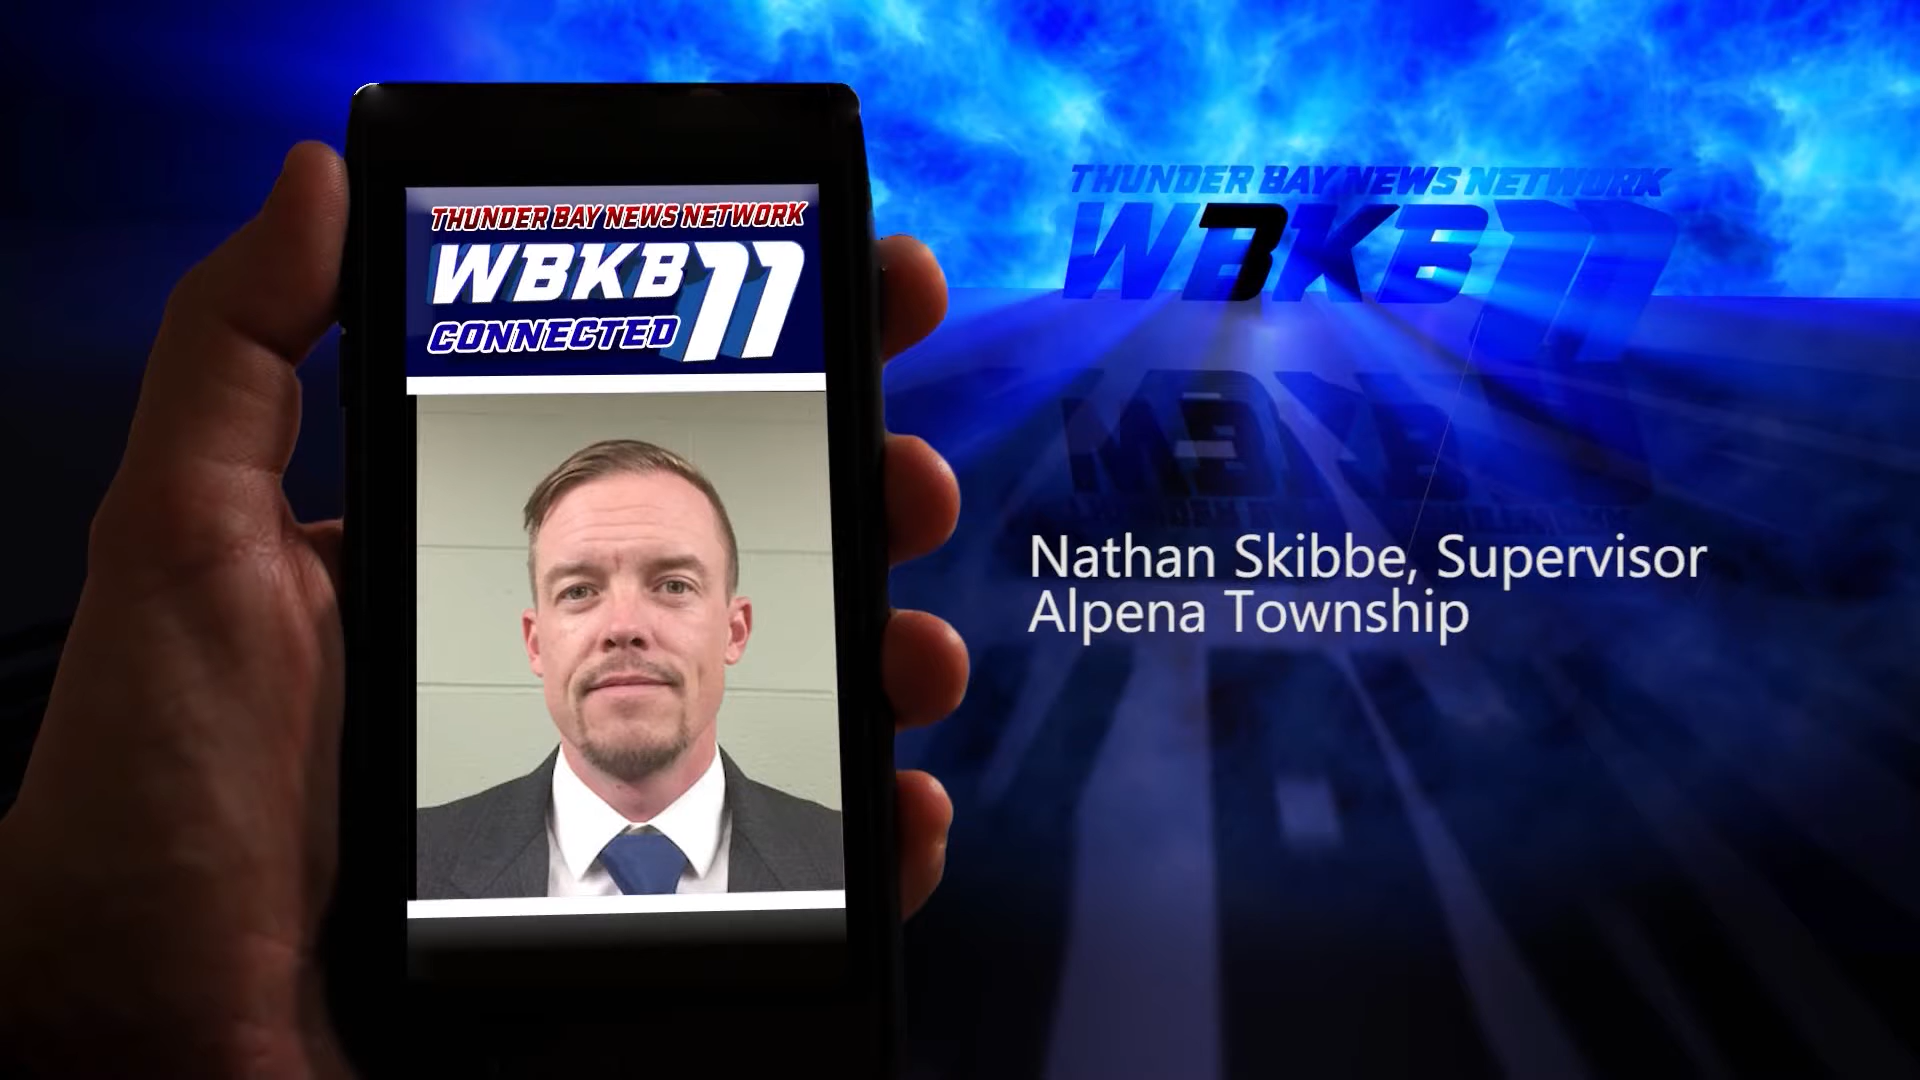 THUNDER BAY NEWS NETWORK
WBKB 11
CONNECTED
THUNDER BAY NEWS NETWORK
WBKB 11
Nathan Skibbe, Supervisor
Alpena Township